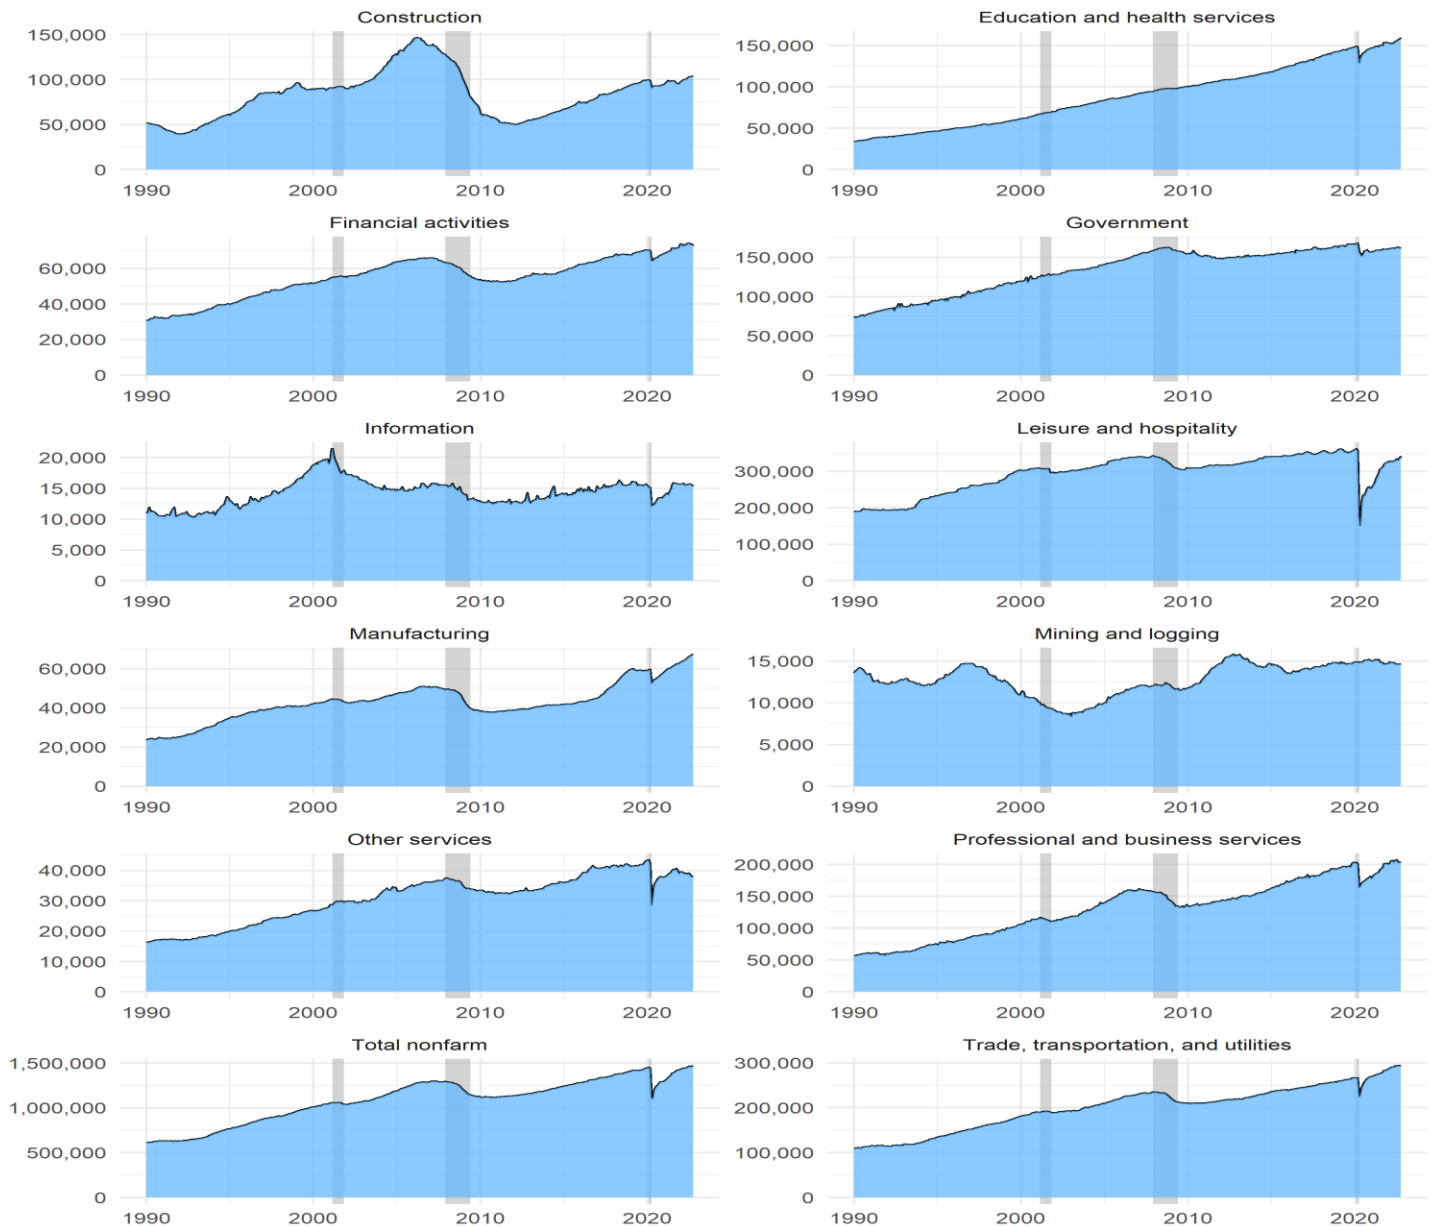 Construction
150,000
100,000
50,000
0
1990 2000 2010 2020
Education and health services
150,000
100,000
50,000
0
1990 2000 2010 2020
Financial activities
60,000
40,000
20,000
0
1990 2000 2010 2020
Government
150,000
100,000
50,000
0
1990 2000 2010 2020
Information
20,000
15,000
10,000
5,000
0
1990 2000 2010 2020
Leisure and hospitality
300,000
200,000
100,000
0
1990 2000 2010 2020
Manufacturing
60,000
40,000
20,000
0
1990 2000 2010 2020
Mining and logging
15,000
10,000
5,000
0
1990 2000 2010 2020
Other services
40,000
30,000
20,000
10,000
0
1990 2000 2010 2020
Professional and business services
200,000
150,000
100,000
50,000
0
1990 2000 2010 2020
Total nonfarm
1,500,000
1,000,000
500,000
0
1990 2000 2010 2020
Trade, transportation, and utilities
300,000
200,000
100,000
0
1990 2000 2010 2020